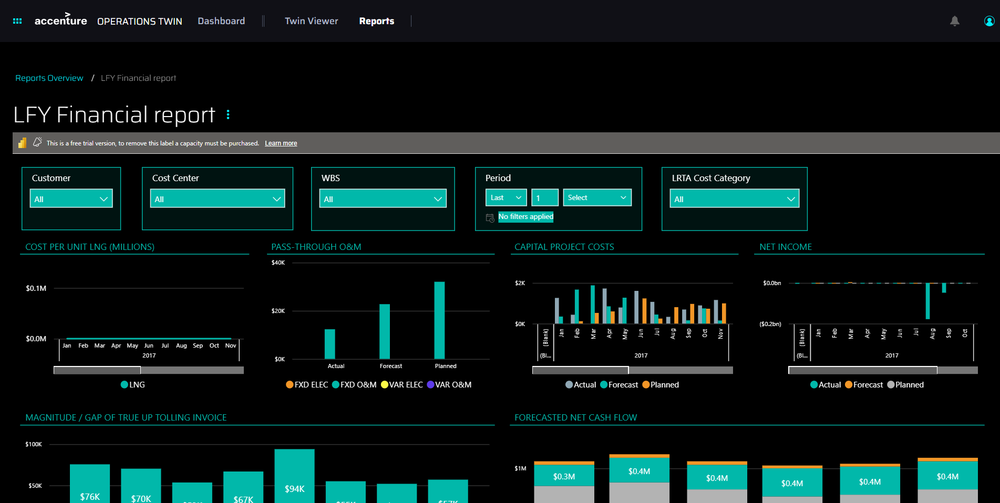 accenture OPERATIONS TWIN Dashboard Twin Viewer Reports
Reports Overview / LFY Financial report
LFY Financial report
This is a free trial version, to remove this label a capacity must be purchased. Learn more
Customer
All
Cost Center
All
WBS
All
Period
Last 1 Select
No filters applied
LRTA Cost Category
All
COST PER UNIT LNG (MILLIONS)
$0.1M
$0.0M
Jan Feb Mar Apr May Jun Jul Aug Sep Oct Nov
2017
LNG
PASS-THROUGH O&M
$40K
$20K
$0K
Actual Forecast Planned
FXD ELEC FXD O&M VAR ELEC VAR O&M
CAPITAL PROJECT COSTS
$2K
$0K
(Blank) Jan Feb Mar Apr May Jun Jul Aug Sep Oct Nov
(Bl... 2017
Actual Forecast Planned
NET INCOME
$0.0bn
($0.2bn)
(Blank) Jan Feb Mar Apr May Jun Jul Aug Sep Oct
(Bl... 2017
Actual Forecast Planned
MAGNITUDE / GAP OF TRUE UP TOLLING INVOICE
$100K
$50K
$76K $70K $67K $94K
FORECASTED NET CASH FLOW
$1M
$0.3M $0.4M $0.4M $0.4M $0.4M $0.4M